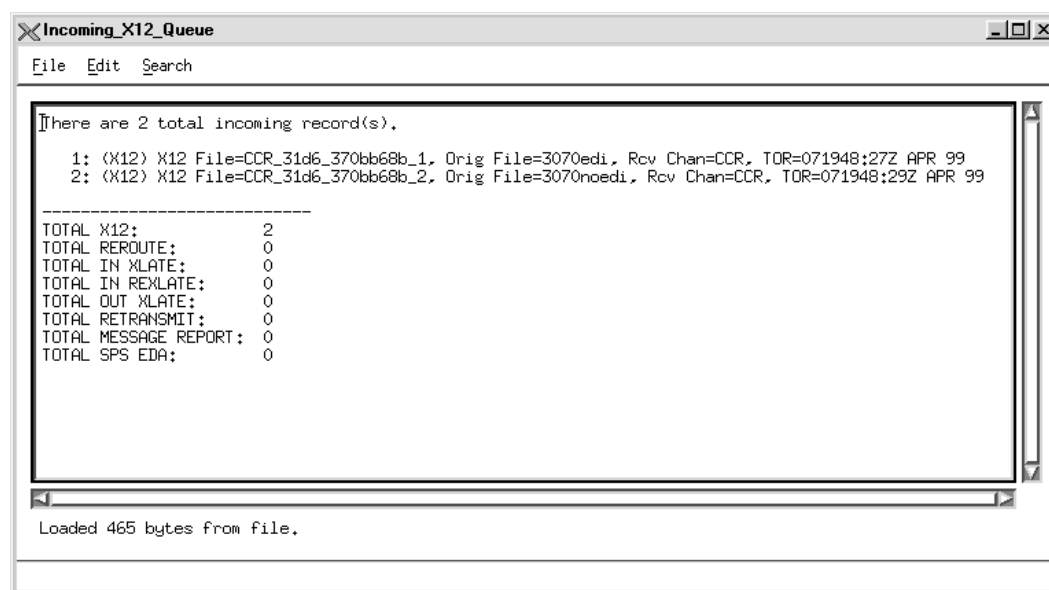 Incoming_X12_Queue
File Edit Search
There are 2 total incoming record(s).
1: (X12) X12 File=CCR_31d6_370bb68b_1, Orig File=3070edi, Rcv Chan=CCR, TOR=071948:27Z APR 99
2: (X12) X12 File=CCR_31d6_370bb68b_2, Orig File=3070noedi, Rcv Chan=CCR, TOR=071948:29Z APR 99
----------------------------
TOTAL X12: 2
TOTAL REROUTE: 0
TOTAL IN XLATE: 0
TOTAL IN REXLATE: 0
TOTAL OUT XLATE: 0
TOTAL RETRANSMIT: 0
TOTAL MESSAGE REPORT: 0
TOTAL SPS EDA: 0
Loaded 465 bytes from file.